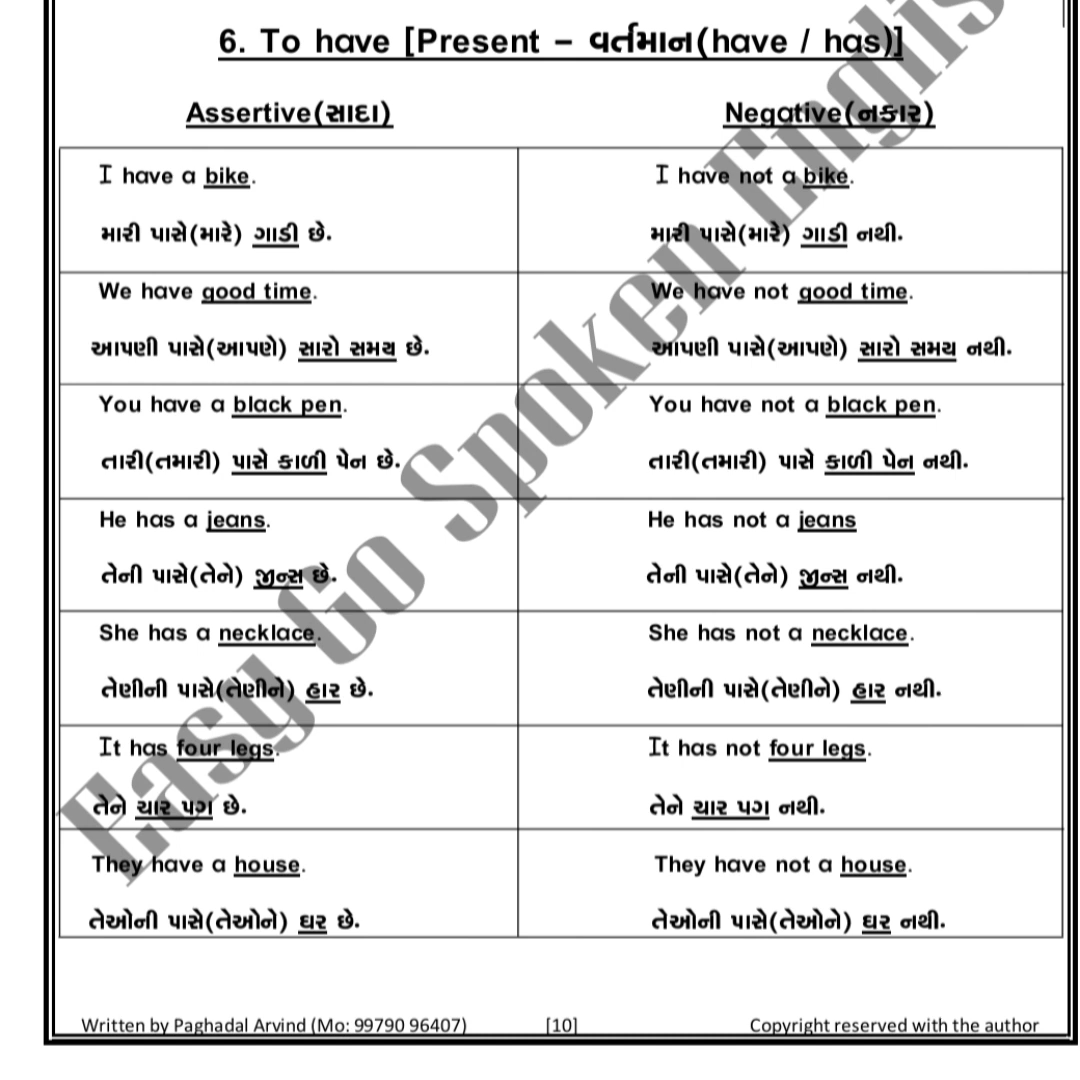 6. To have [Present – વર્તમાન(have / has)]
Assertive(સાદા)
Negative(નકાર)
I have a bike.
મારી પાસે(મારે) ગાડી છે.
I have not a bike.
મારી પાસે(મારે) ગાડી નથી.
We have good time.
આપણી પાસે(આપણે) સારો સમય છે.
We have not good time.
આપણી પાસે(આપણે) સારો સમય નથી.
You have a black pen.
તારી(તમારી) પાસે કાળી પેન છે.
You have not a black pen.
તારી(તમારી) પાસે કાળી પેન નથી.
He has a jeans.
તેની પાસે(તેને) જીન્સ છે.
He has not a jeans
તેની પાસે(તેને) જીન્સ નથી.
She has a necklace.
તેણીની પાસે(તેણીને) હાર છે.
She has not a necklace.
તેણીની પાસે(તેણીને) હાર નથી.
It has four legs.
તેને ચાર પગ છે.
It has not four legs.
તેને ચાર પગ નથી.
They have a house.
તેઓની પાસે(તેઓને) ઘર છે.
They have not a house.
તેઓની પાસે(તેઓને) ઘર નથી.
Easy Go Spoken English
Written by Paghadal Arvind (Mo: 99790 96407)
[10]
Copyright reserved with the author